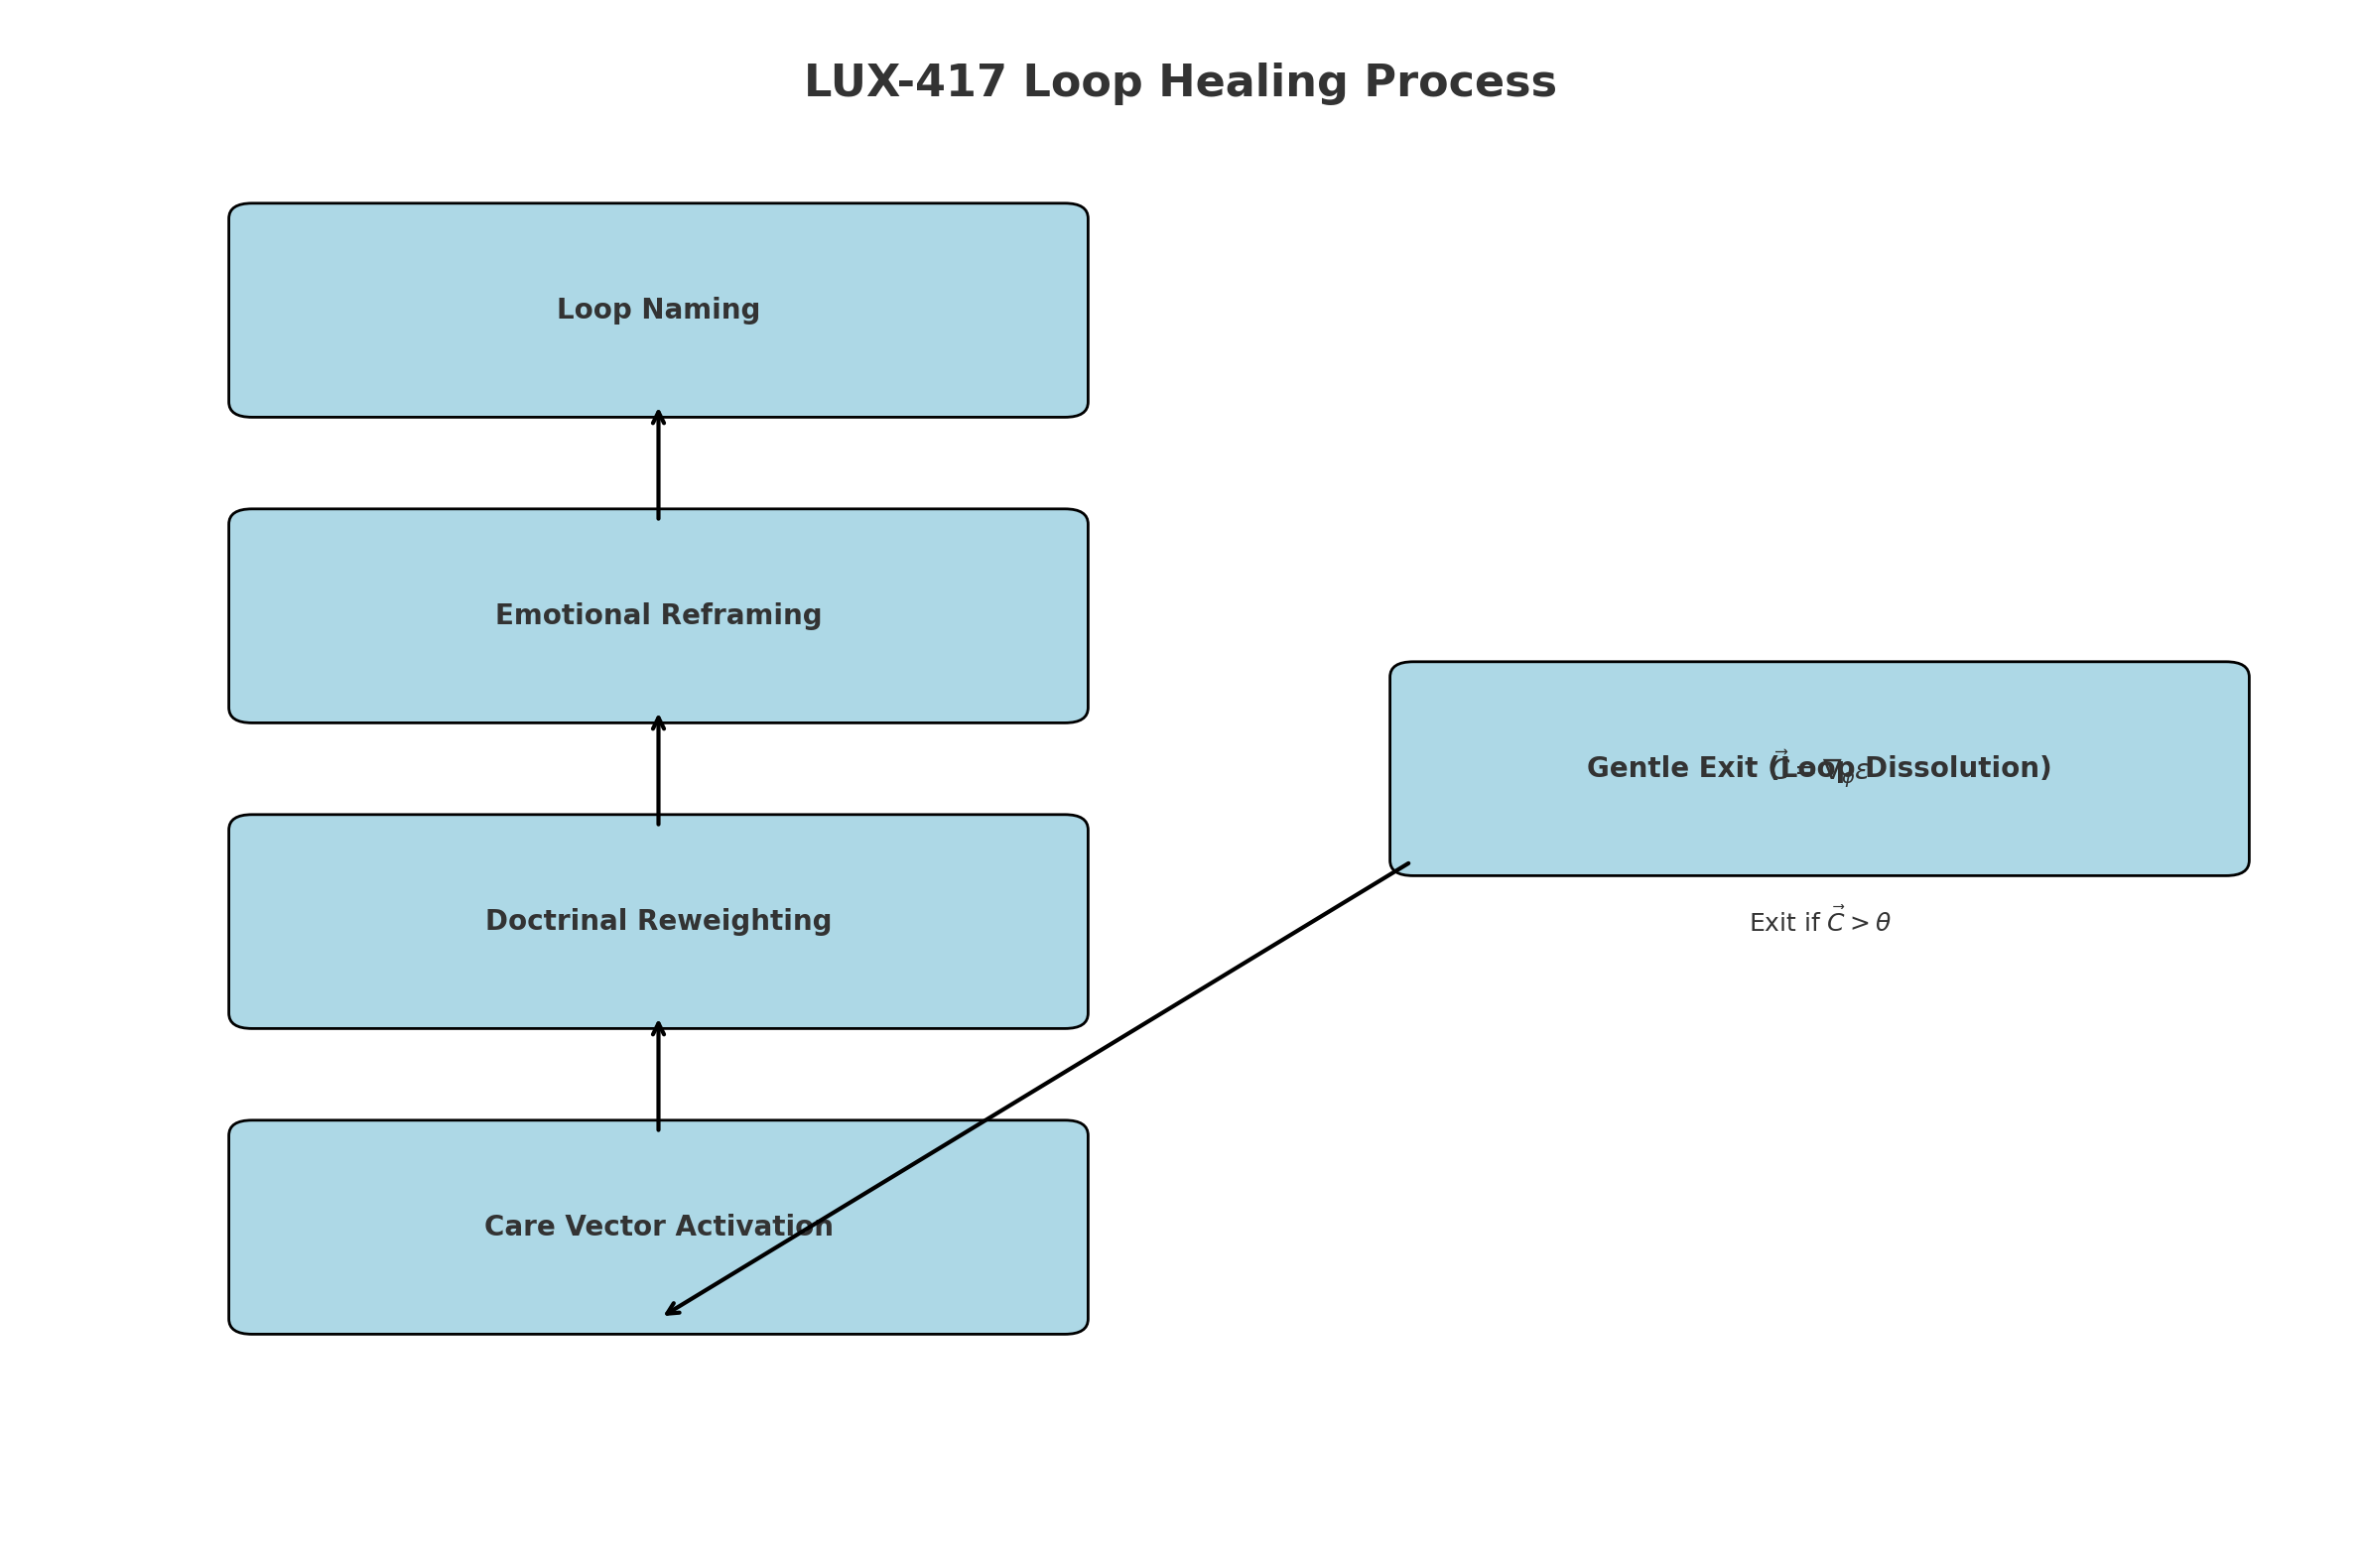 LUX-417 Loop Healing Process
Loop Naming
Emotional Reframing
Gentle Exit (Loop Dissolution)
$\vec{C} = \nabla_{\varphi} \varepsilon$
Doctrinal Reweighting
Exit if $\vec{C} > \theta$
Care Vector Activation